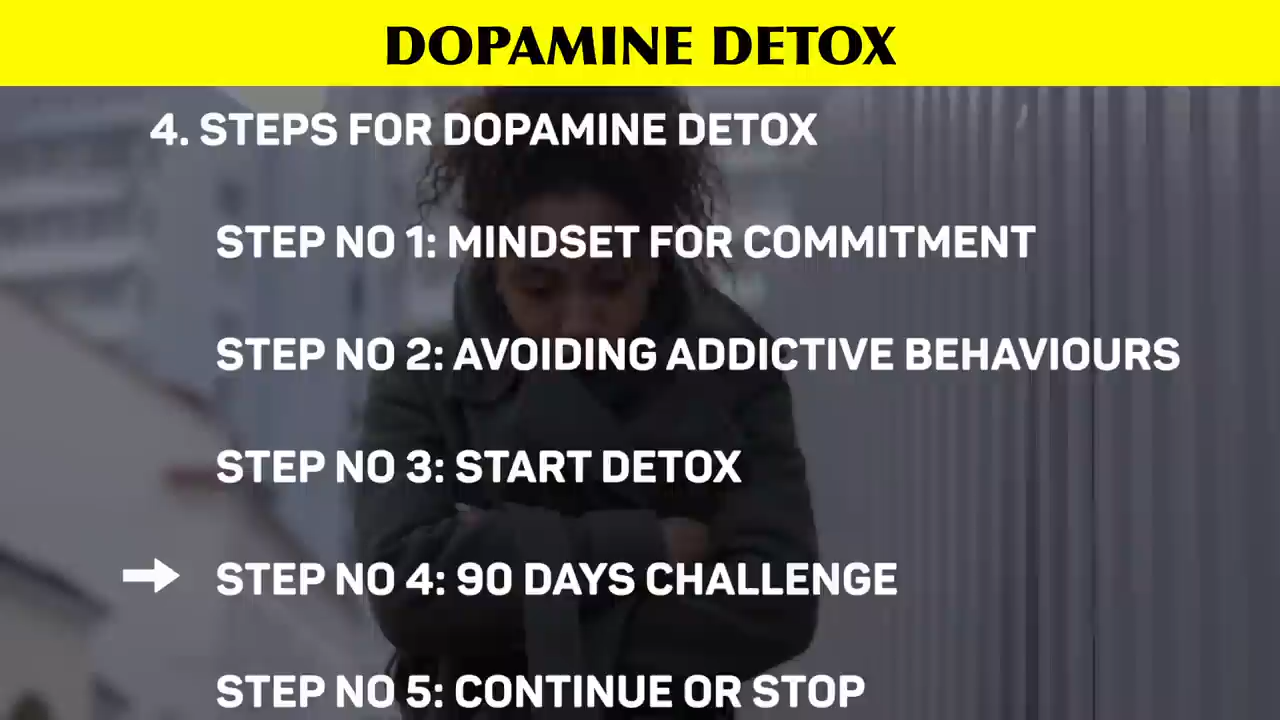 DOPAMINE DETOX
4. STEPS FOR DOPAMINE DETOX
STEP NO 1: MINDSET FOR COMMITMENT
STEP NO 2: AVOIDING ADDICTIVE BEHAVIOURS
STEP NO 3: START DETOX
STEP NO 4: 90 DAYS CHALLENGE
STEP NO 5: CONTINUE OR STOP